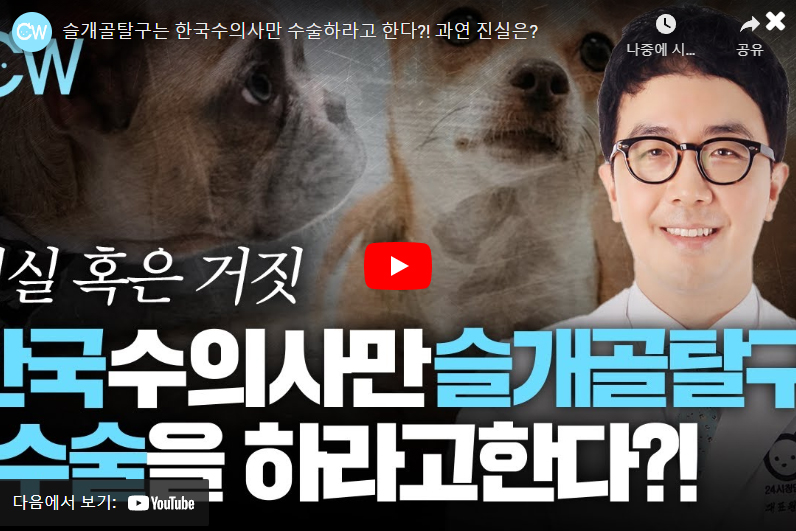 CW
슬개골탈구는 한국수의사만 수술하라고 한다?! 과연 진실은?
나중에 시...
공유
CW
진실 혹은 거짓
한국수의사만 슬개골탈구
수술을 하라고한다?!
다음에서 보기: YouTube